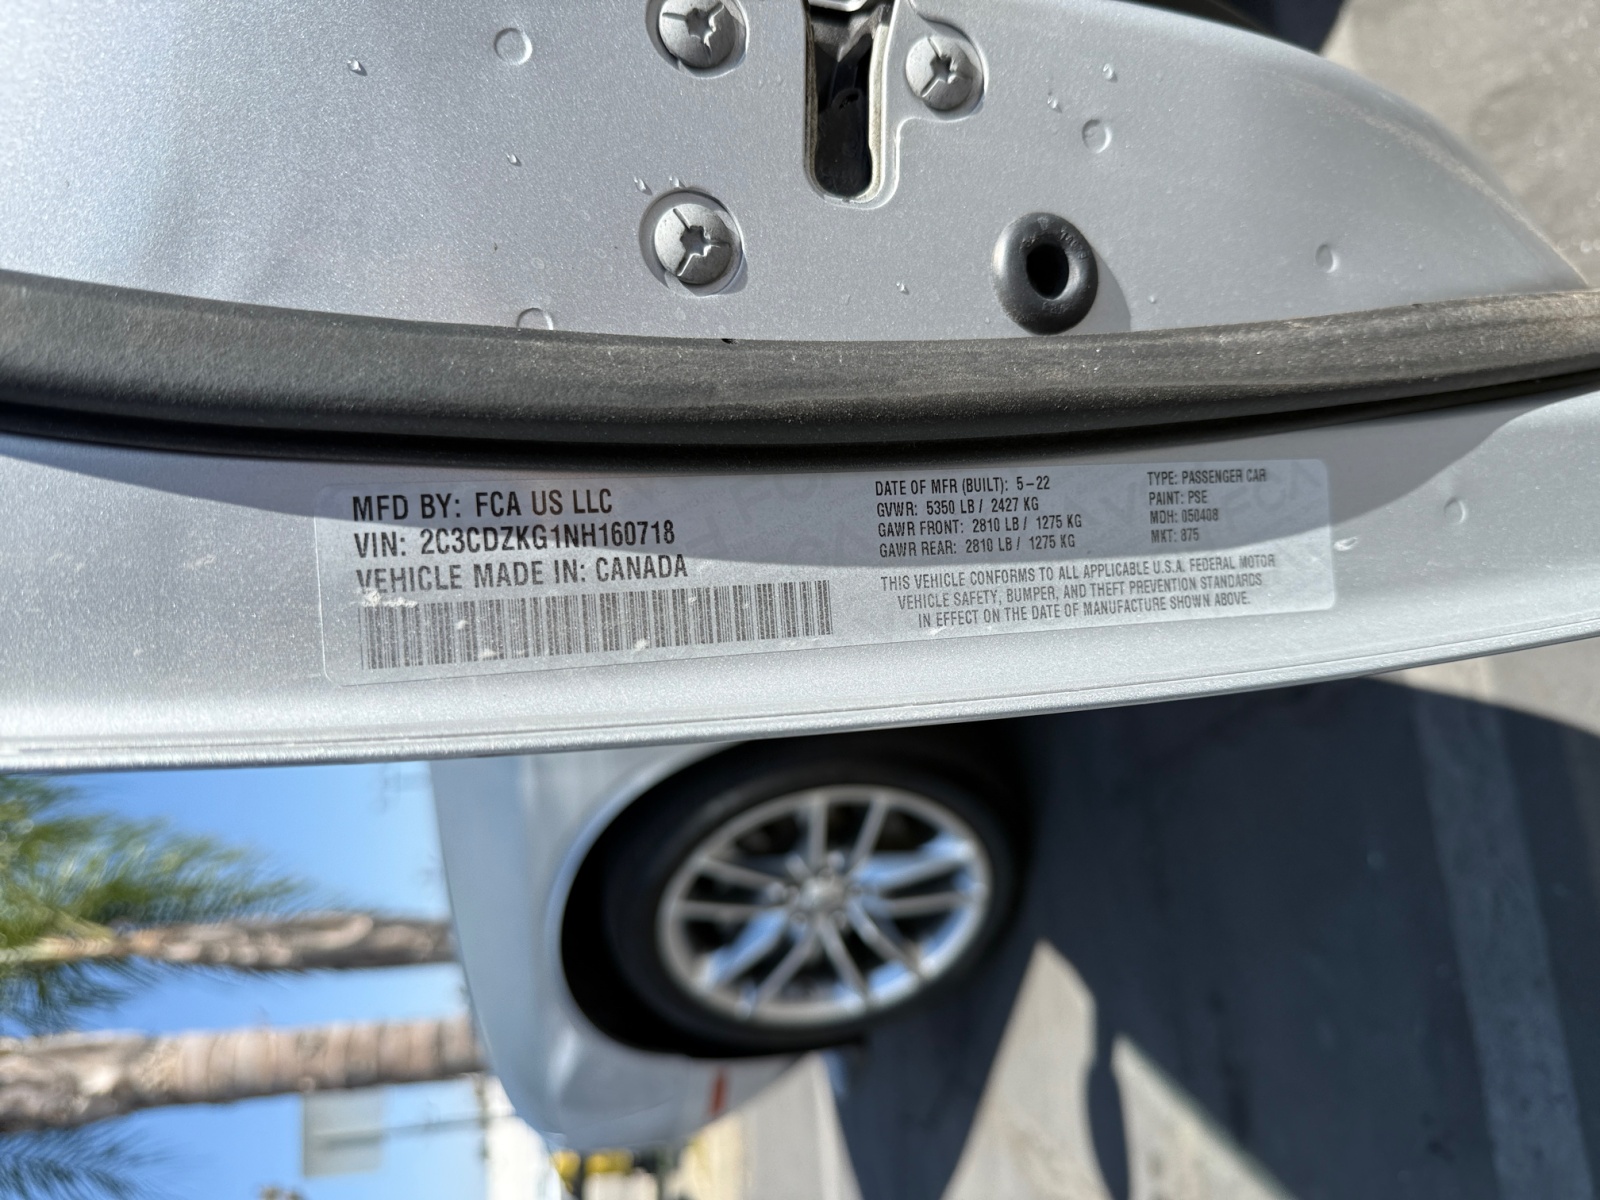 MFD BY: FCA US LLC
VIN: 2C3CDZKG1NH160718
VEHICLE MADE IN: CANADA
DATE OF MFR (BUILT): 5-22
GVWR: 5350 LB / 2427 KG
GAWR FRONT: 2810 LB / 1275 KG
GAWR REAR: 2810 LB / 1275 KG
TYPE: PASSENGER CAR
PAINT: PSE
MDH: 050408
MKT: 875
THIS VEHICLE CONFORMS TO ALL APPLICABLE U.S.A. FEDERAL MOTOR
VEHICLE SAFETY, BUMPER, AND THEFT PREVENTION STANDARDS
IN EFFECT ON THE DATE OF MANUFACTURE SHOWN ABOVE.